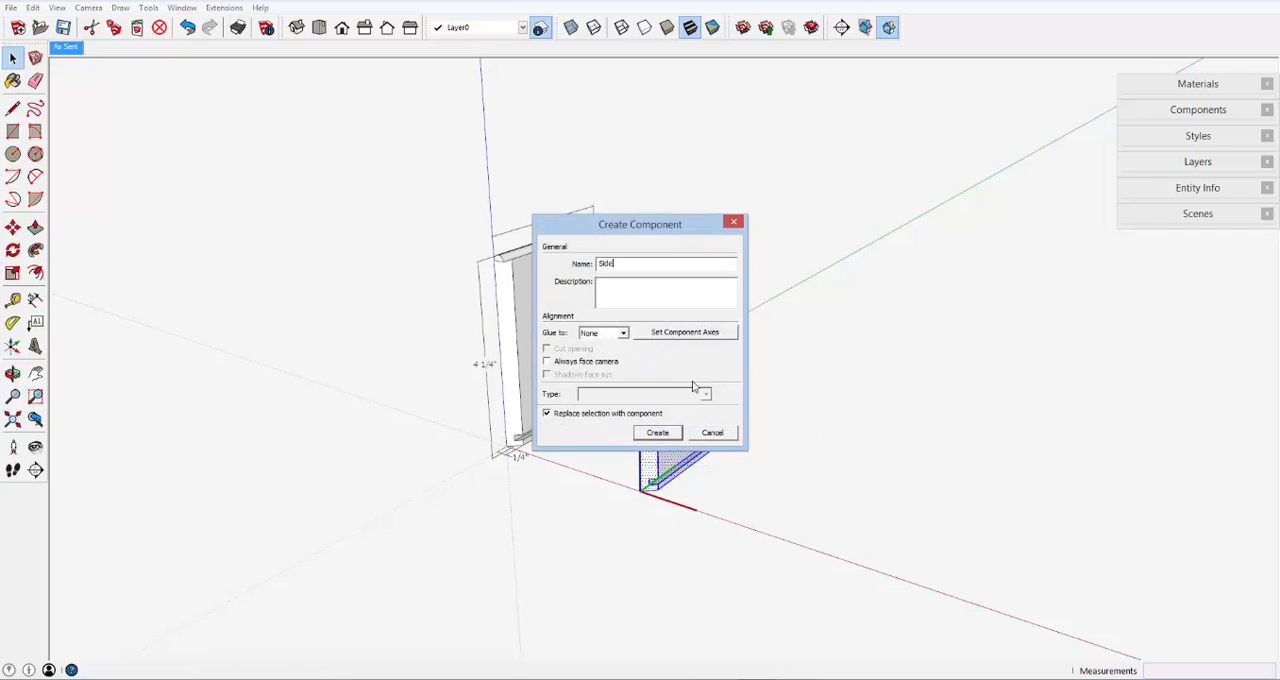 File Edit View Camera Draw Tools Window Extensions Help
Layer0
As Sent
Materials
Components
Styles
Layers
Entity Info
Scenes
4 1/4"
1/4"
Create Component
General
Name: Side
Description:
Alignment
Glue to: None Set Component Axes
Cut opening
Always face camera
Shadows face sun
Type:
Replace selection with component
Create Cancel
Measurements